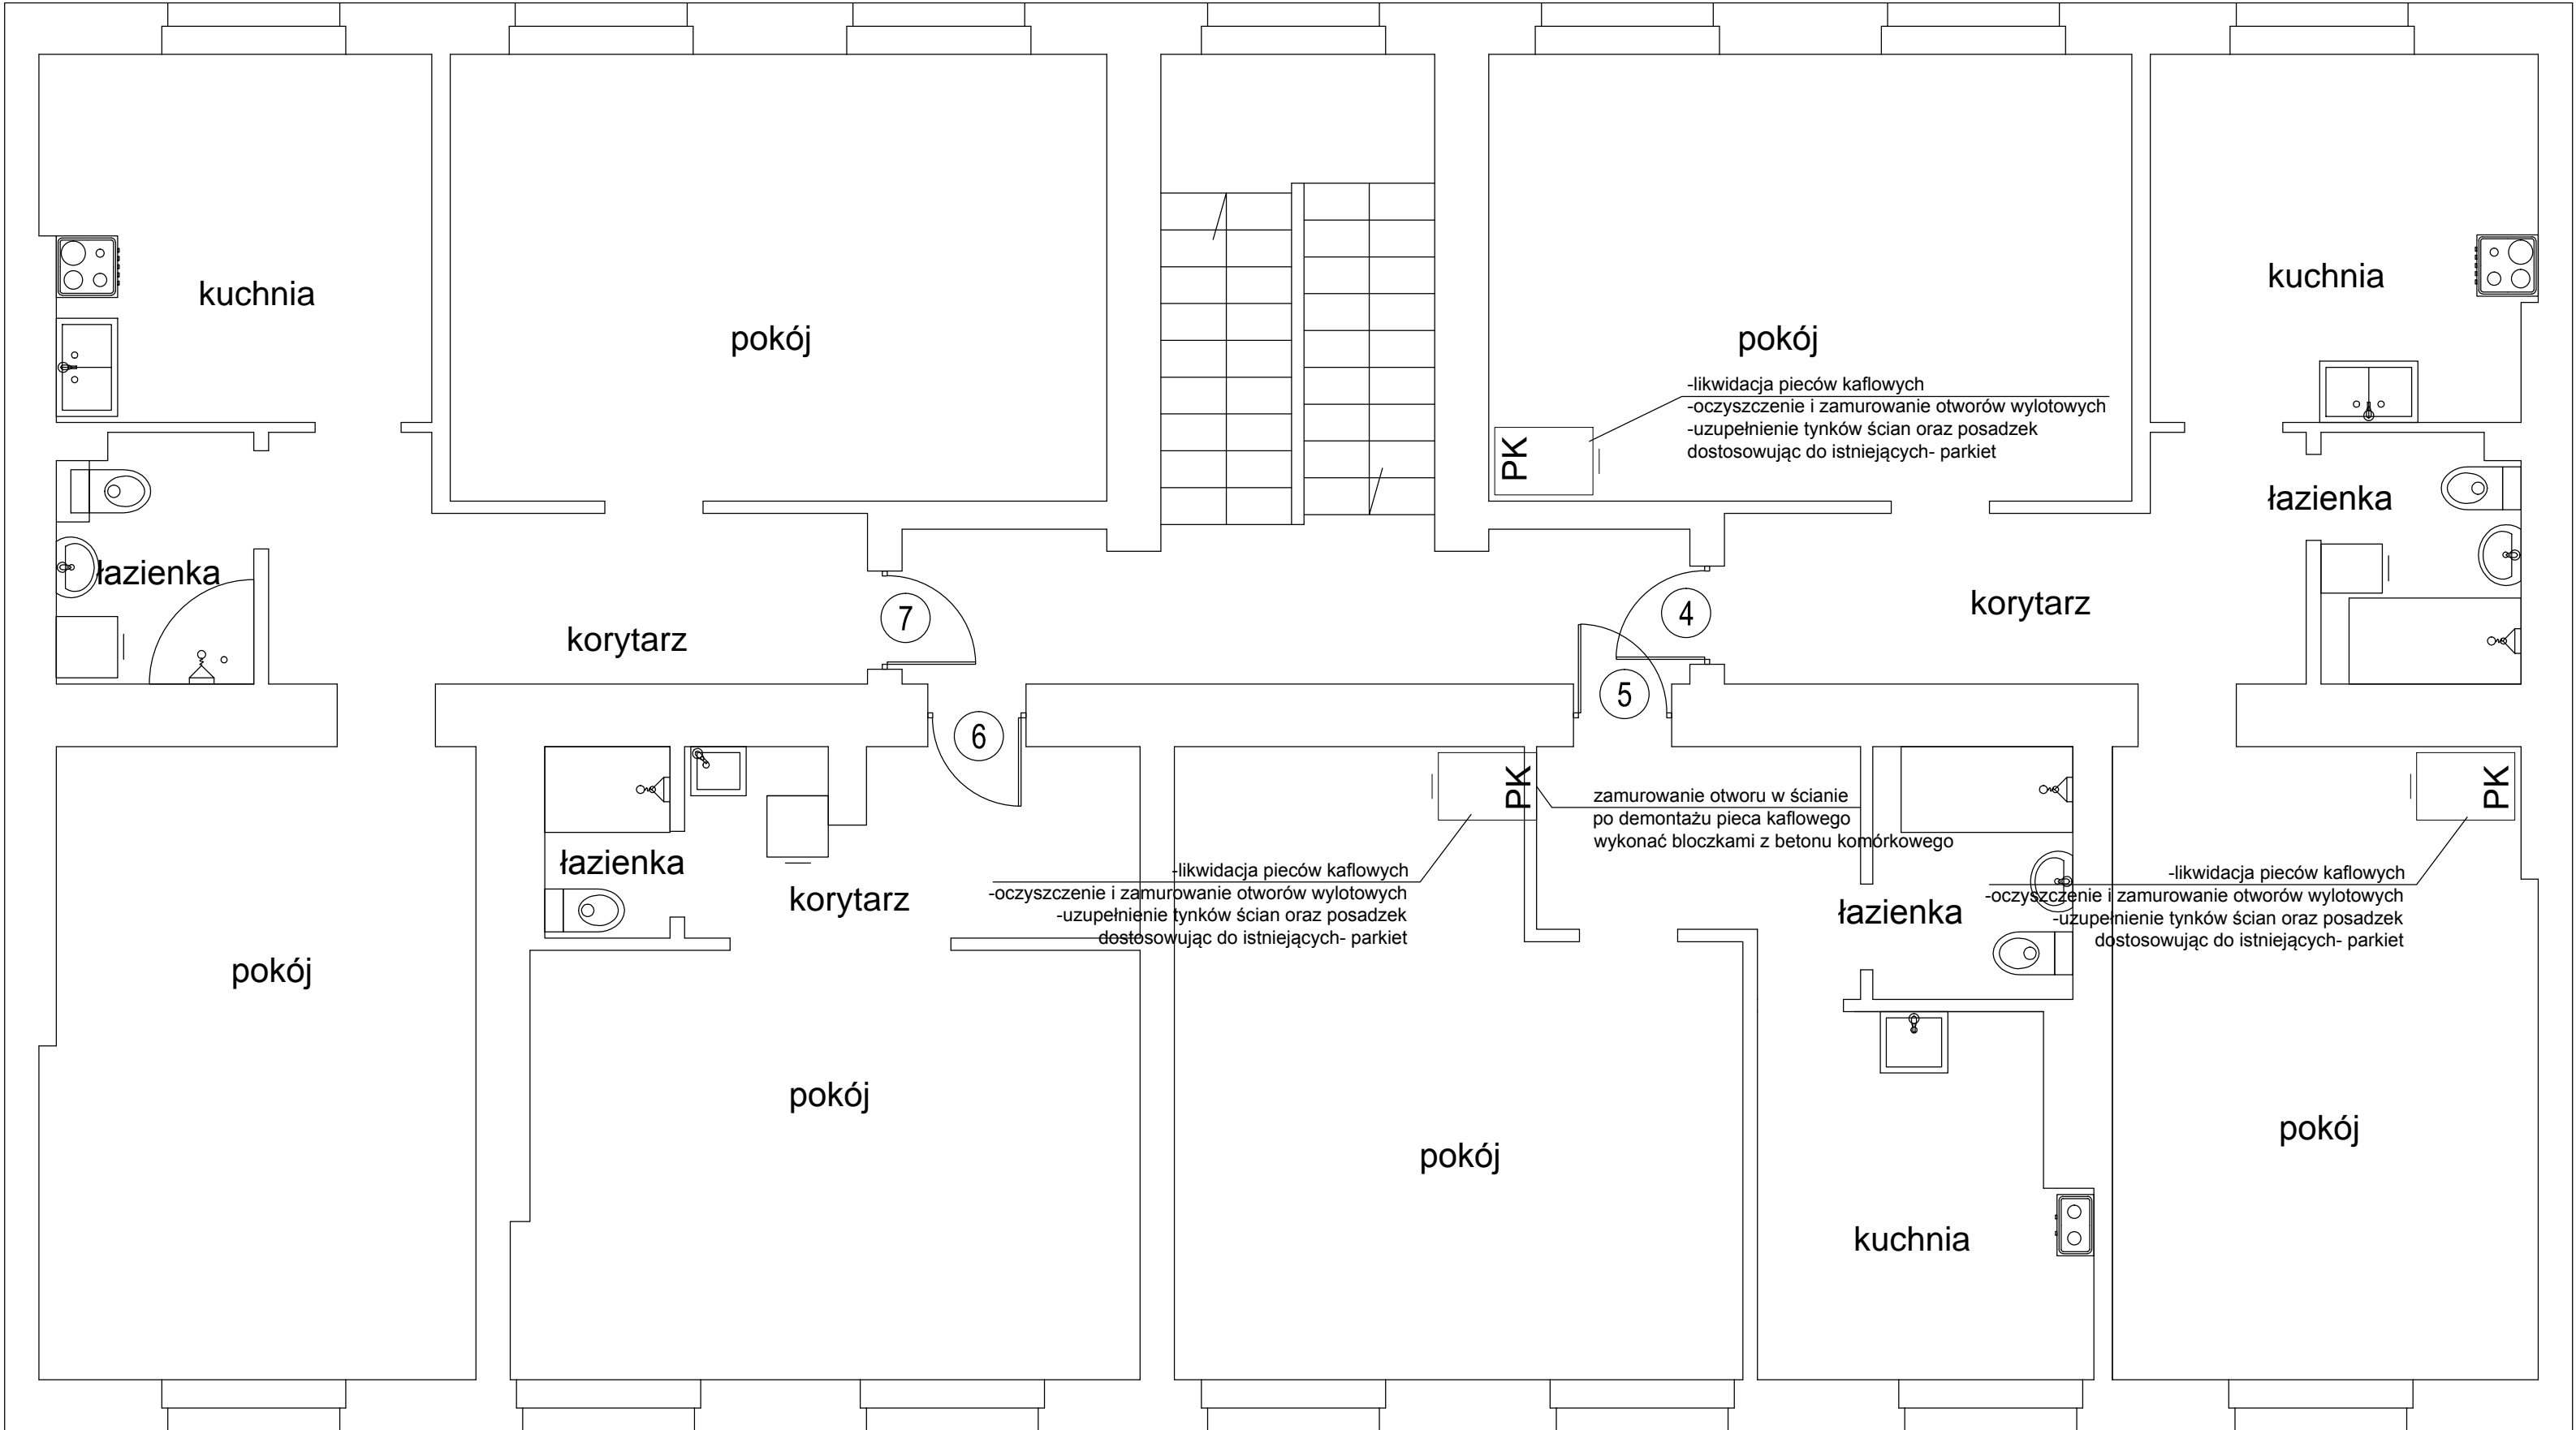 kuchnia
pokój
pokój
kuchnia
-likwidacja pieców kaflowych
-oczyszczenie i zamurowanie otworów wylotowych
-uzupełnienie tynków ścian oraz posadzek
dostosowując do istniejących- parkiet
PK
łazienka
łazienka
korytarz
7
4
korytarz
5
6
PK
zamurowanie otworu w ścianie
po demontażu pieca kaflowego
wykonać bloczkami z betonu komórkowego
PK
łazienka
korytarz
-likwidacja pieców kaflowych
-oczyszczenie i zamurowanie otworów wylotowych
-uzupełnienie tynków ścian oraz posadzek
dostosowując do istniejących- parkiet
łazienka
-likwidacja pieców kaflowych
-oczyszczenie i zamurowanie otworów wylotowych
-uzupełnienie tynków ścian oraz posadzek
dostosowując do istniejących- parkiet
pokój
pokój
pokój
kuchnia
pokój